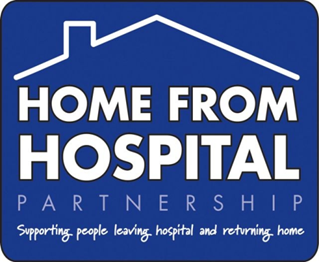 HOME FROM
HOSPITAL
PARTNERSHIP
Supporting people leaving hospital and returning home